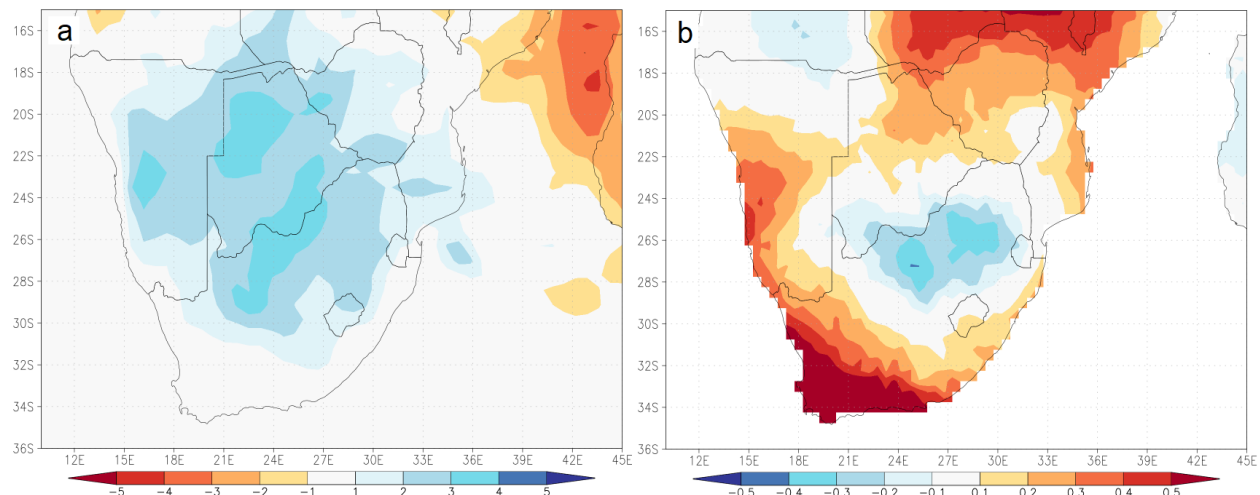 a
b
16S
18S
20S
22S
24S
26S
28S
30S
32S
34S
36S
12E 15E 18E 21E 24E 27E 30E 33E 36E 39E 42E 45E
-5 -4 -3 -2 -1 1 2 3 4 5
16S
18S
20S
22S
24S
26S
28S
30S
32S
34S
36S
12E 15E 18E 21E 24E 27E 30E 33E 36E 39E 42E 45E
-0.5 -0.4 -0.3 -0.2 -0.1 0.1 0.2 0.3 0.4 0.5